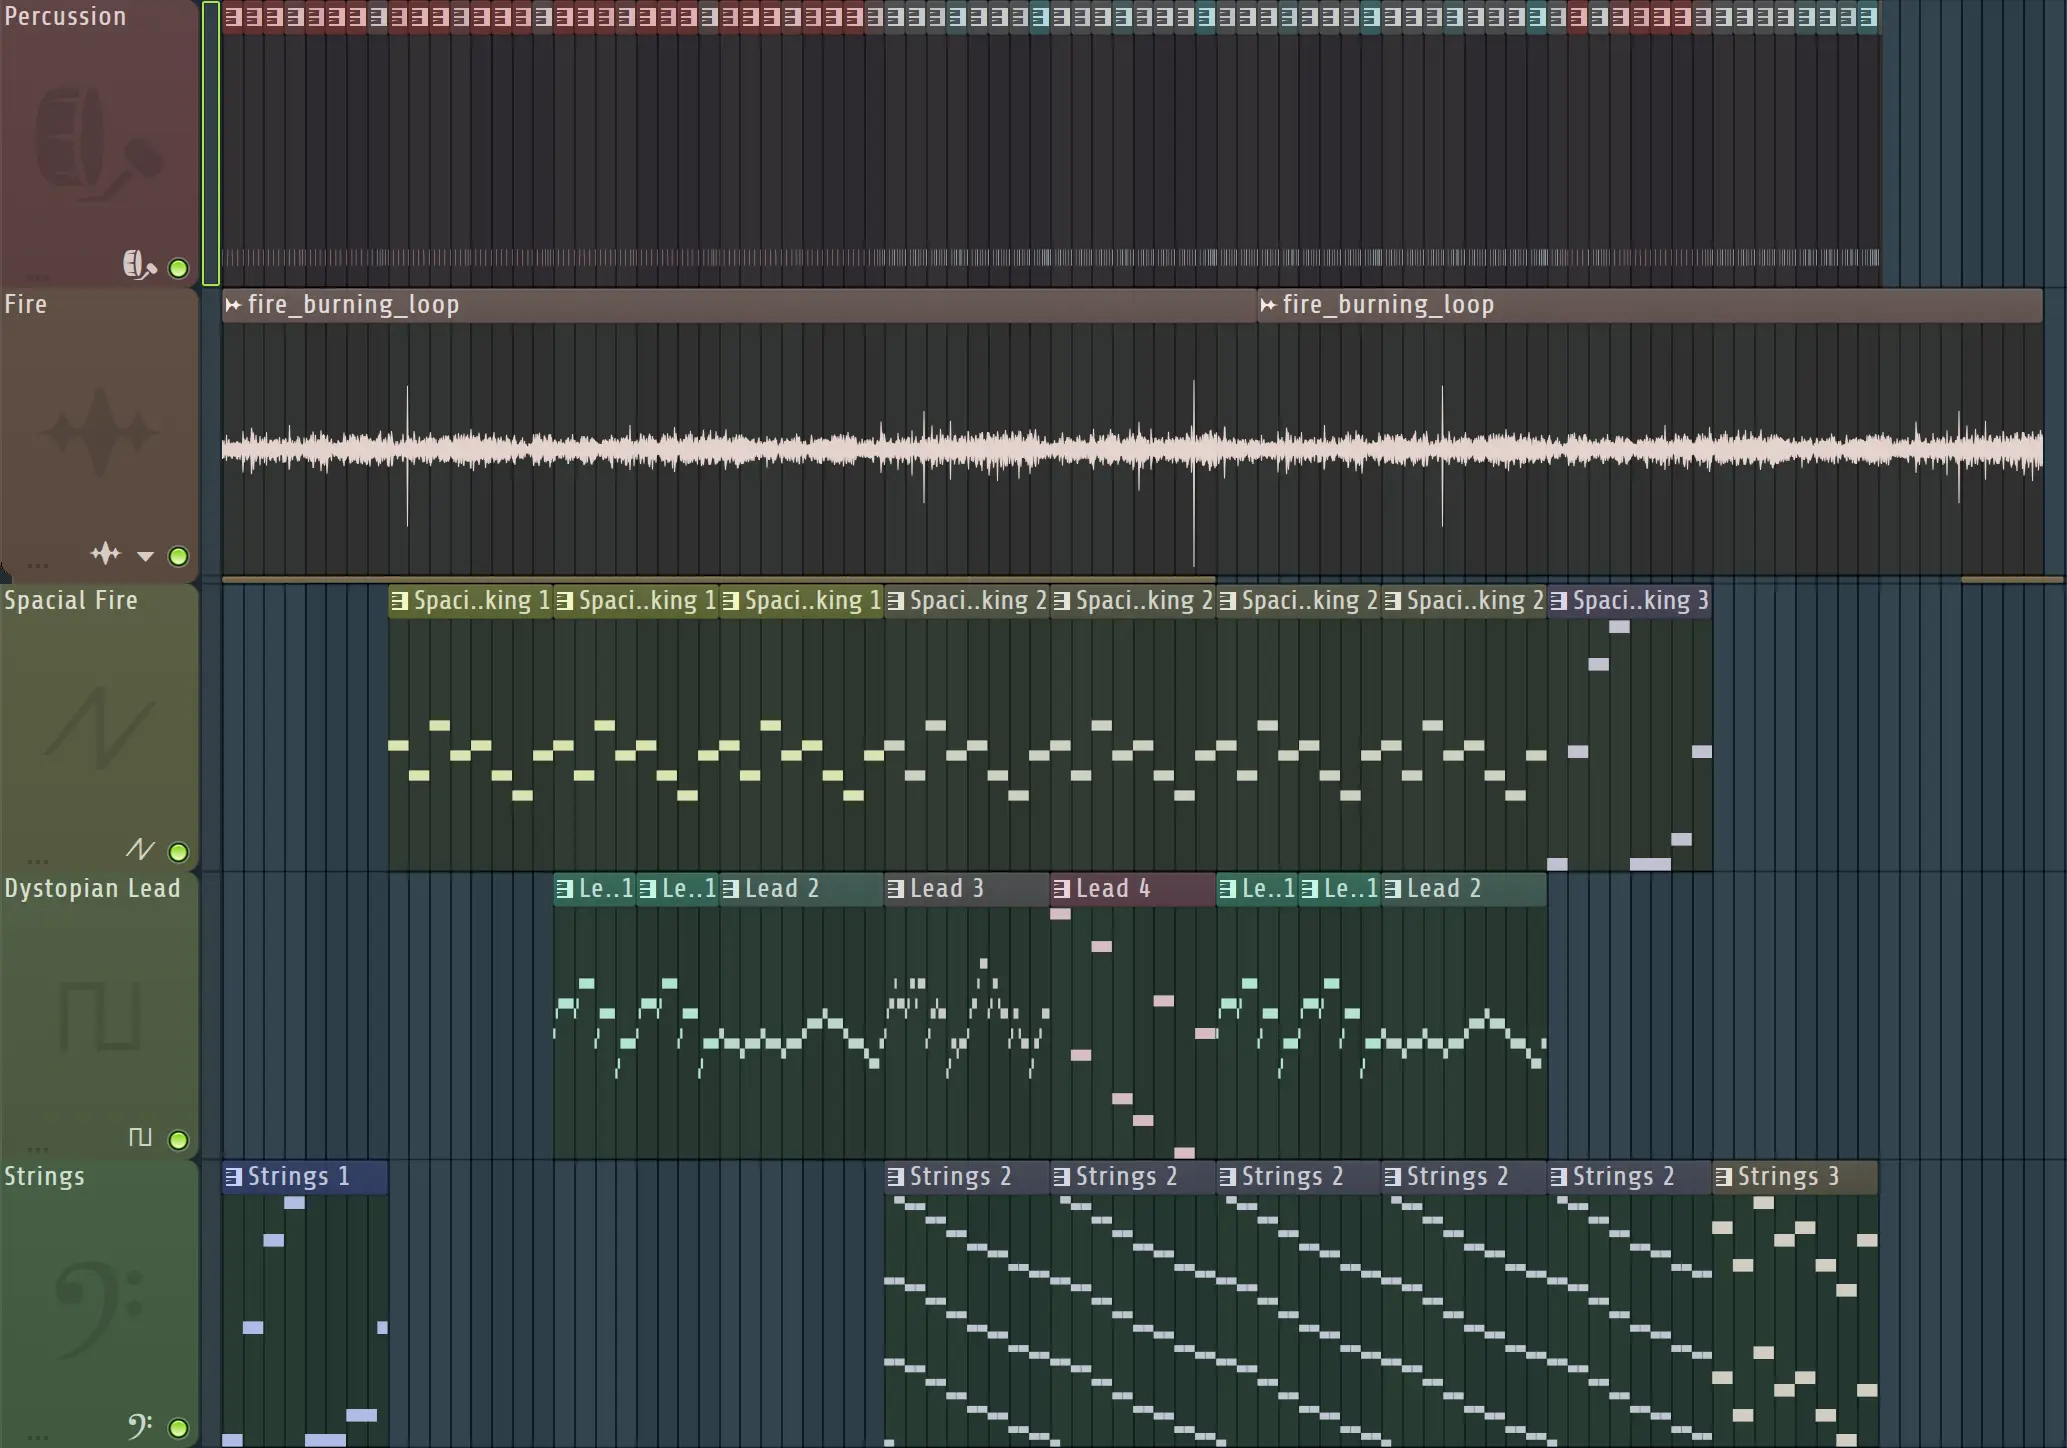 Percussion
Fire
fire_burning_loop fire_burning_loop
Spacial Fire
Spaci..king 1 Spaci..king 1 Spaci..king 1 Spaci..king 2 Spaci..king 2 Spaci..king 2 Spaci..king 2 Spaci..king 3
Dystopian Lead
Le..1 Le..1 Lead 2 Lead 3 Lead 4 Le..1 Le..1 Lead 2
Strings
Strings 1 Strings 2 Strings 2 Strings 2 Strings 2 Strings 2 Strings 3